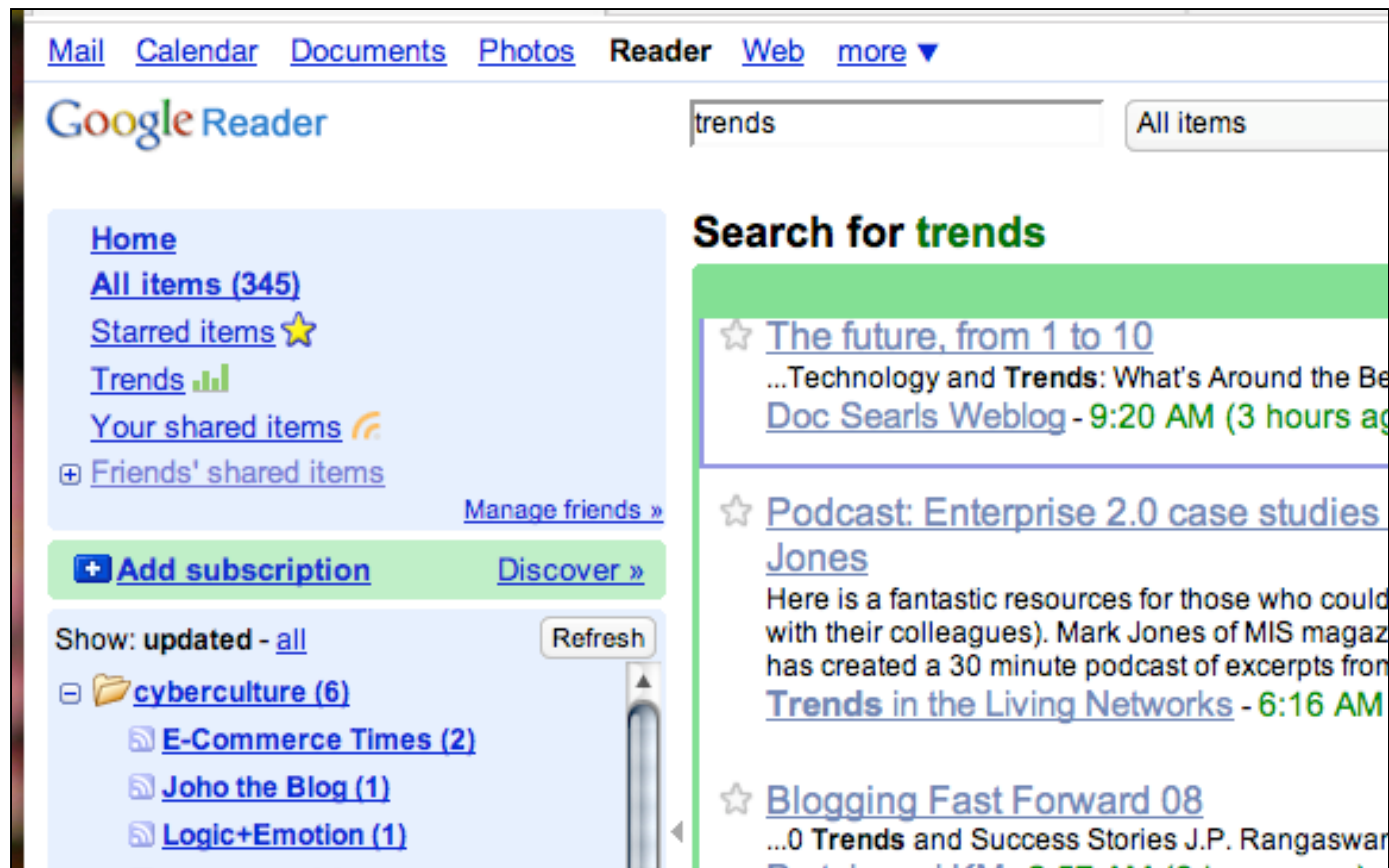 Mail Calendar Documents Photos Reader Web more ▼
Google Reader
trends
All items
Home
All items (345)
Starred items
Trends
Your shared items
Friends' shared items
Manage friends »
Add subscription Discover »
Show: updated - all Refresh
cyberculture (6)
E-Commerce Times (2)
Joho the Blog (1)
Logic+Emotion (1)
Search for trends
The future, from 1 to 10
...Technology and Trends: What's Around the Be
Doc Searls Weblog - 9:20 AM (3 hours ag
Podcast: Enterprise 2.0 case studies
Jones
Here is a fantastic resources for those who could
with their colleagues). Mark Jones of MIS magaz
has created a 30 minute podcast of excerpts from
Trends in the Living Networks - 6:16 AM
Blogging Fast Forward 08
...0 Trends and Success Stories J.P. Rangaswar